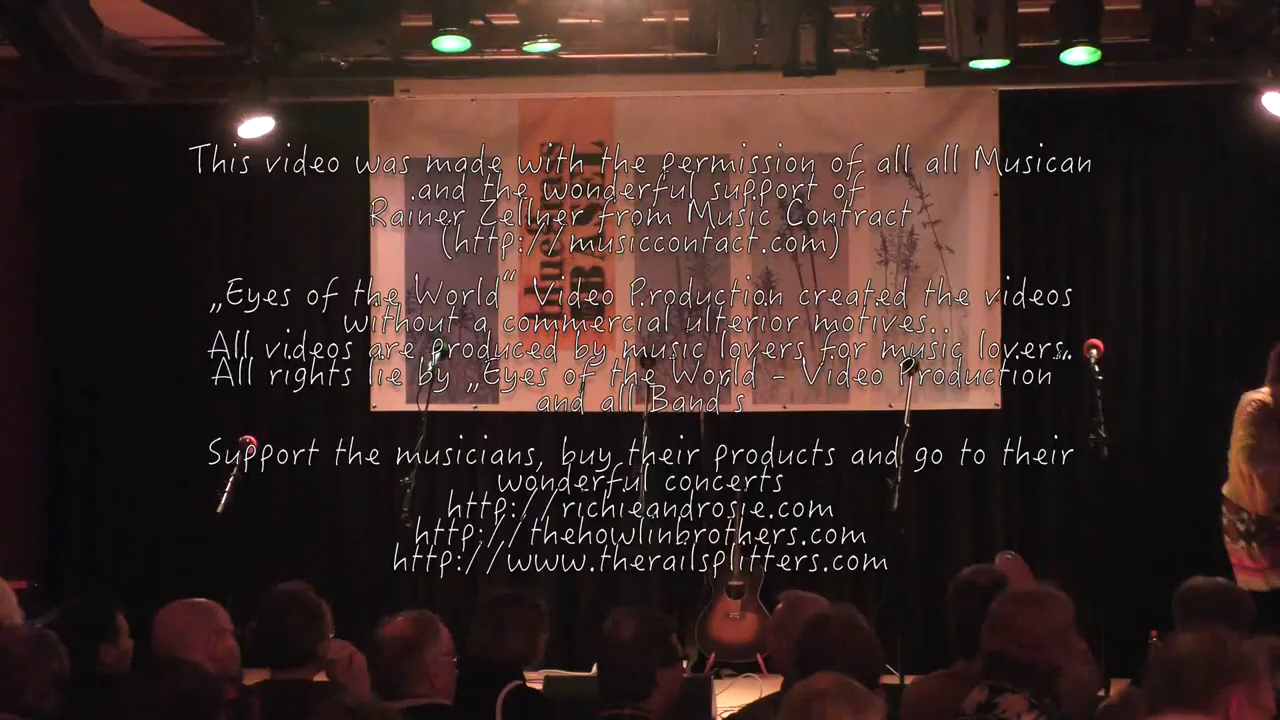 This video was made with the permission of all all Musican
and the wonderful support of
Rainer Zellner from Music Contract
(http://musiccontact.com)
„Eyes of the World“ Video Production created the videos
without a commercial ulterior motives..
All videos are produced by music lovers for music lovers„
All rights lie by „Eyes of the World - Video Production
and all Band s
Support the musicians, buy their products and go to their
wonderful concerts
http://richieandrosie.com
http://thehowlinbrothers.com
http://www.therailsplitters.com
bluegrass
BASEL